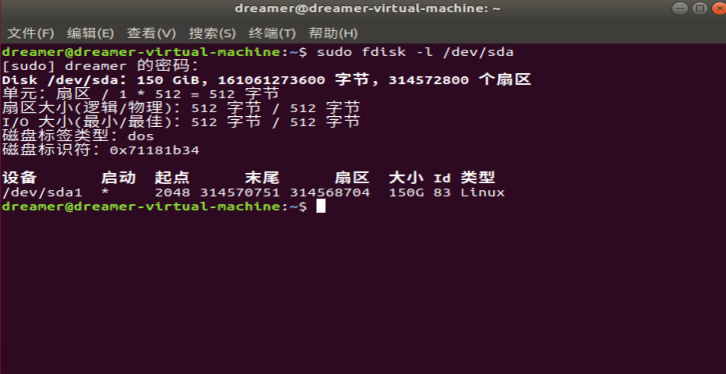 dreamer@dreamer-virtual-machine: ~
文件(F) 编辑(E) 查看(V) 搜索(S) 终端(T) 帮助(H)
dreamer@dreamer-virtual-machine:~$ sudo fdisk -l /dev/sda
[sudo] dreamer 的密码：
Disk /dev/sda：150 GiB，161061273600 字节，314572800 个扇区
单元：扇区 / 1 * 512 = 512 字节
扇区大小(逻辑/物理)：512 字节 / 512 字节
I/O 大小(最小/最佳)：512 字节 / 512 字节
磁盘标签类型：dos
磁盘标识符：0x71181b34
设备 启动 起点 末尾 扇区 大小 Id 类型
/dev/sda1 * 2048 314570751 314568704 150G 83 Linux
dreamer@dreamer-virtual-machine:~$